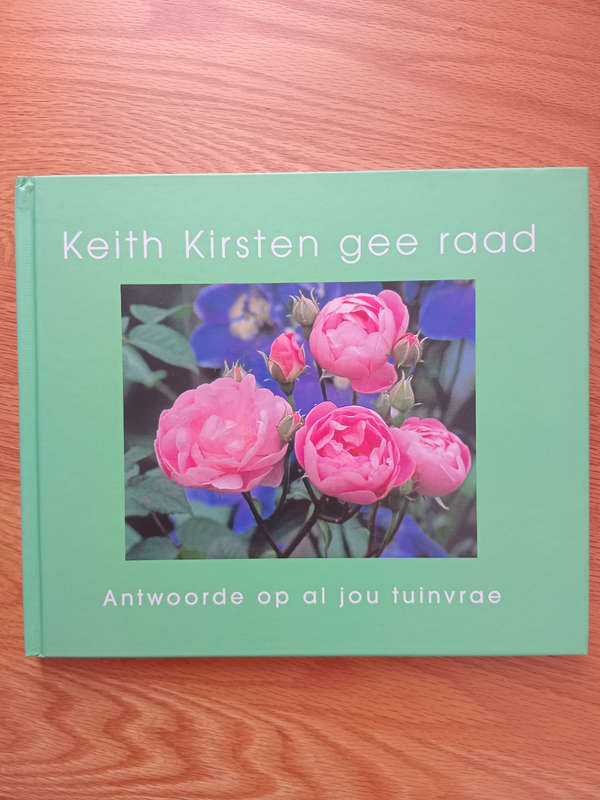 Keith Kirsten gee raad
Antwoorde op al jou tuinvrae